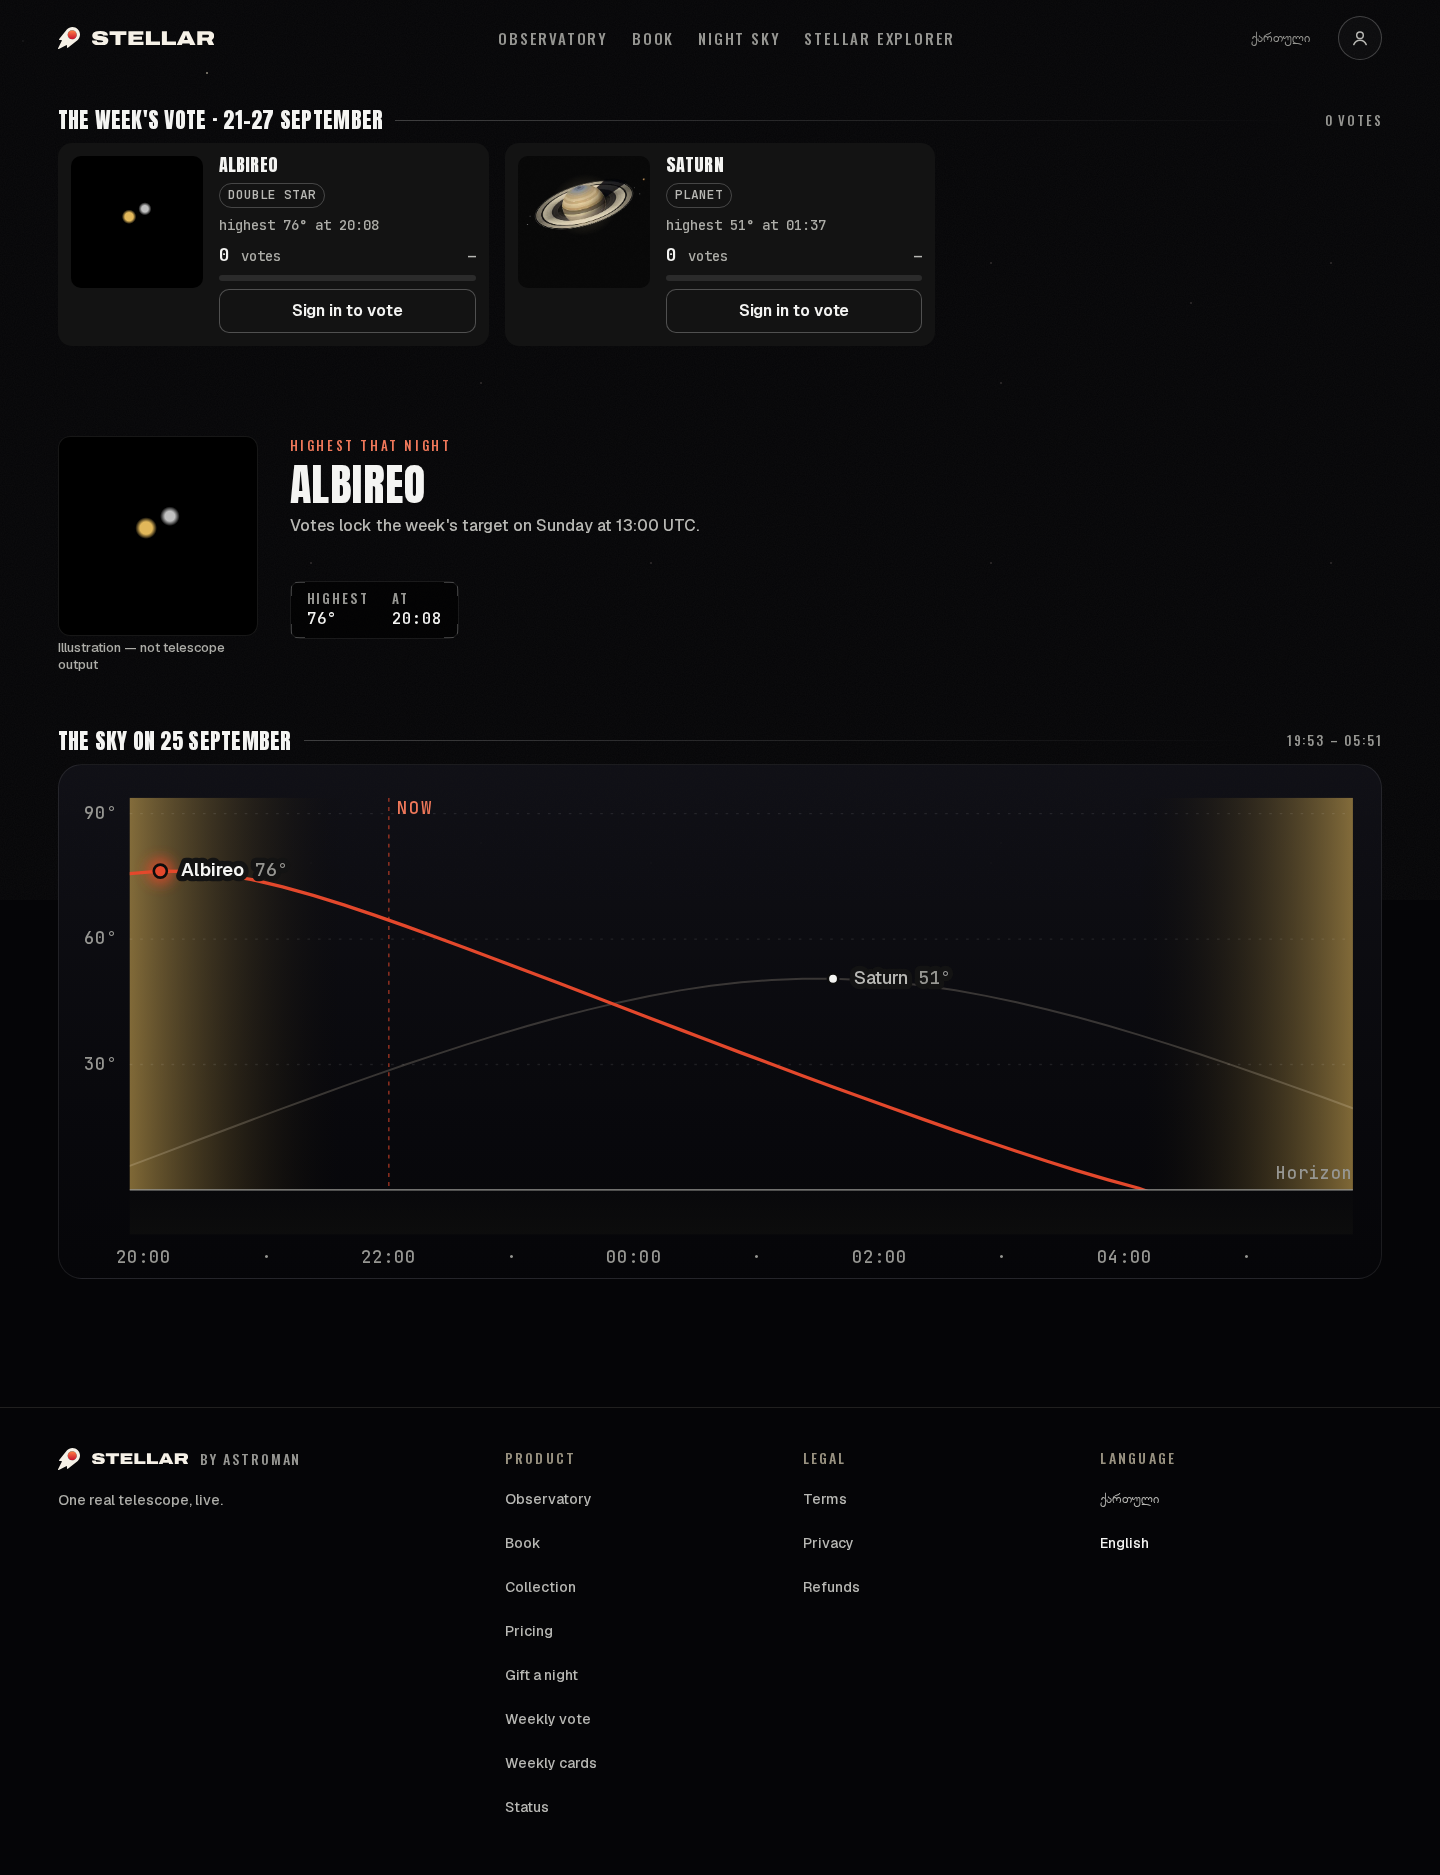 STELLAR
OBSERVATORY BOOK NIGHT SKY STELLAR EXPLORER
ქართული
THE WEEK'S VOTE · 21–27 SEPTEMBER
0 VOTES
ALBIREO
DOUBLE STAR
highest 76° at 20:08
0 votes –
Sign in to vote
SATURN
PLANET
highest 51° at 01:37
0 votes –
Sign in to vote
HIGHEST THAT NIGHT
ALBIREO
Votes lock the week's target on Sunday at 13:00 UTC.
HIGHEST AT
76° 20:08
Illustration — not telescope
output
THE SKY ON 25 SEPTEMBER
19:53 – 05:51
90°
NOW
Albireo 76°
60°
Saturn 51°
30°
Horizon
20:00 · 22:00 · 00:00 · 02:00 · 04:00 ·
STELLAR BY ASTROMAN
One real telescope, live.
PRODUCT
Observatory
Book
Collection
Pricing
Gift a night
Weekly vote
Weekly cards
Status
LEGAL
Terms
Privacy
Refunds
LANGUAGE
ქართული
English